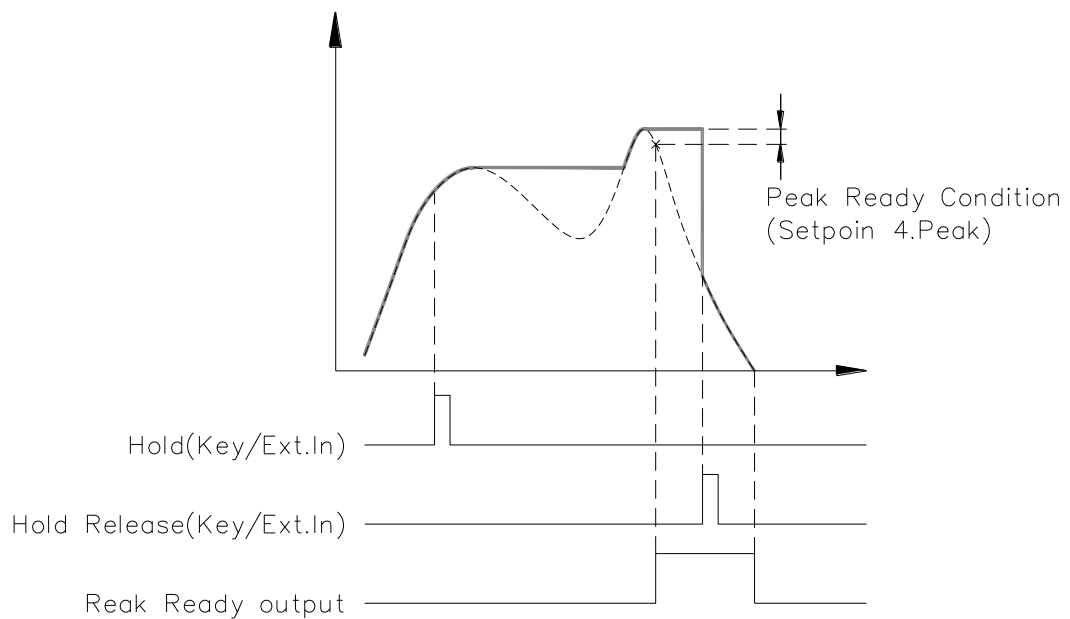 Peak Ready Condition
(Setpoin 4.Peak)
Hold(Key/Ext.In)
Hold Release(Key/Ext.In)
Reak Ready output